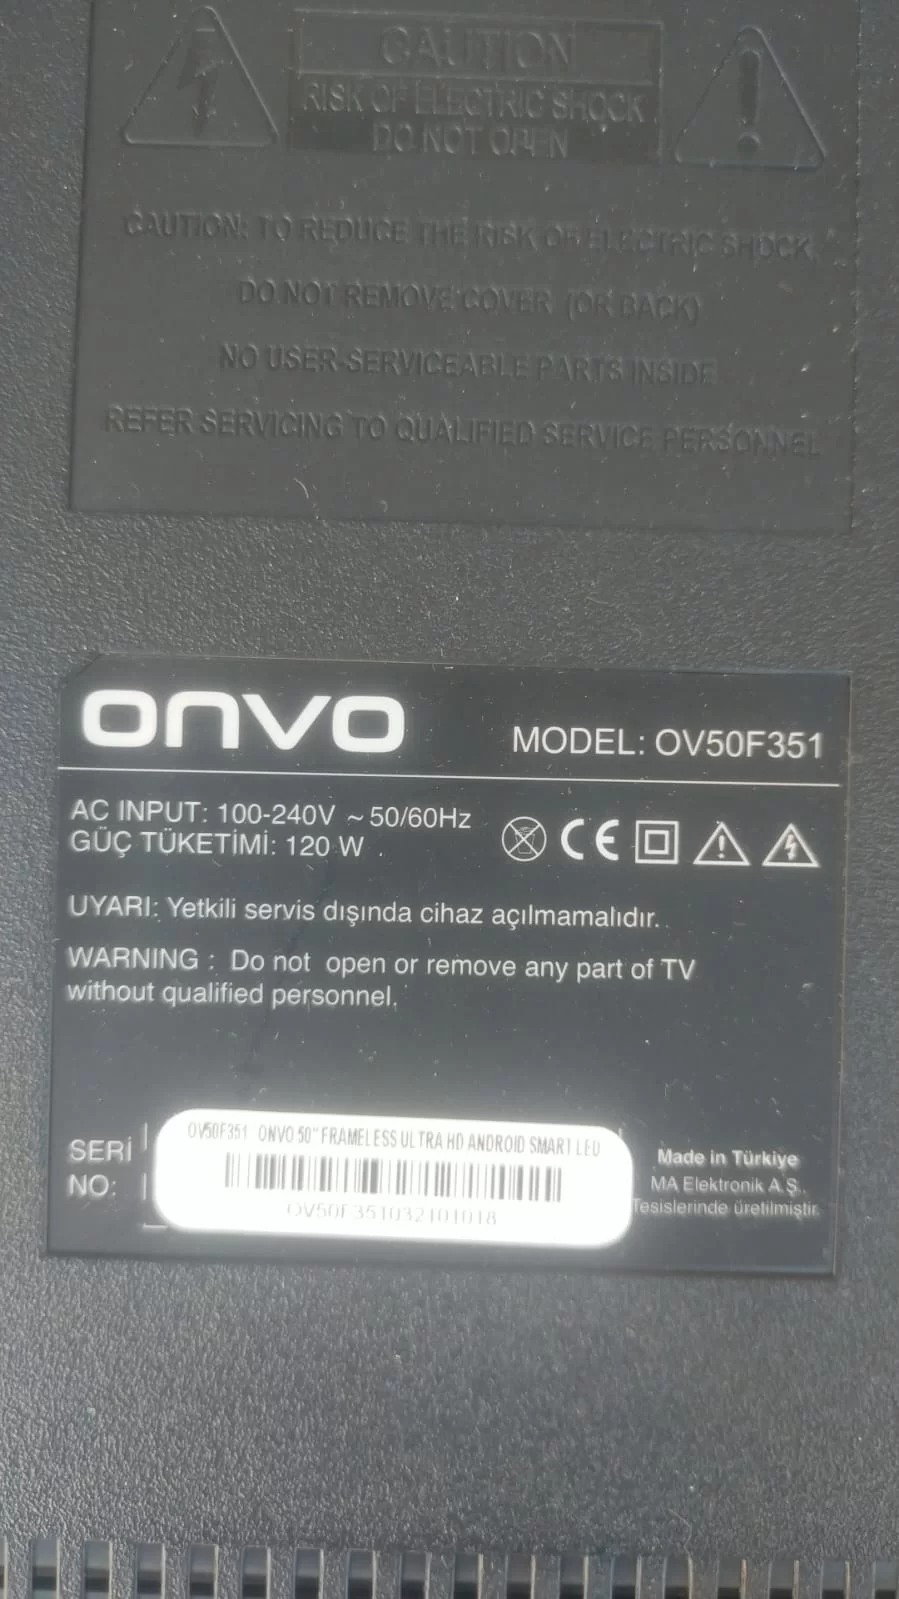 CAUTION
RISK OF ELECTRIC SHOCK
DO NOT OPEN
CAUTION: TO REDUCE THE RISK OF ELECTRIC SHOCK
DO NOT REMOVE COVER (OR BACK)
NO USER-SERVICEABLE PARTS INSIDE
REFER SERVICING TO QUALIFIED SERVICE PERSONNEL
onvo
MODEL: OV50F351
AC INPUT: 100-240V ~ 50/60Hz
GÜÇ TÜKETİMİ: 120 W
CE
UYARI: Yetkili servis dışında cihaz açılmamalıdır.
WARNING : Do not open or remove any part of TV
without qualified personnel.
SERİ
NO:
OV50F351 ONVO 50" FRAMELESS ULTRA HD ANDROID SMART LED
OV50F351032101018
Made in Türkiye
MA Elektronik A.Ş.
Tesislerinde üretilmiştir.